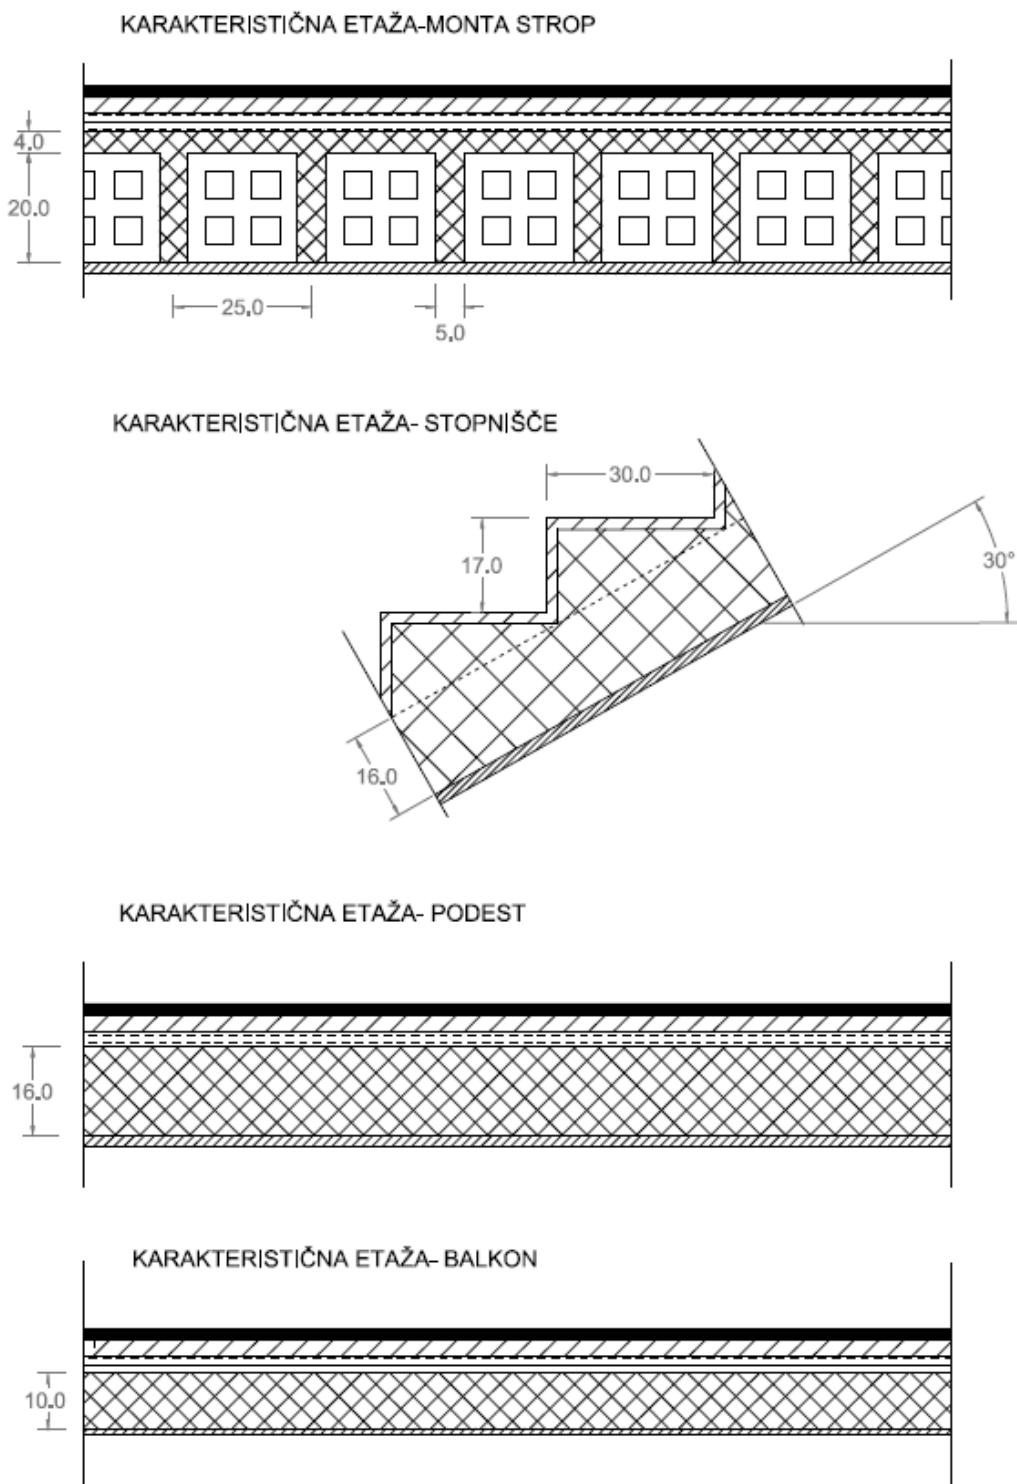 KARAKTERISTIČNA ETAŽA-MONTA STROP
4.0
20.0
25.0
5.0
KARAKTERISTIČNA ETAŽA- STOPNIŠČE
30.0
17.0
30°
16.0
KARAKTERISTIČNA ETAŽA- PODEST
16.0
KARAKTERISTIČNA ETAŽA- BALKON
10.0